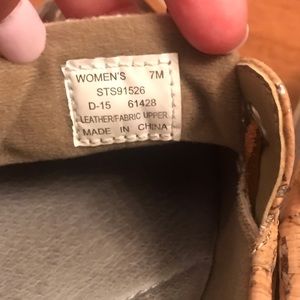 WOMEN'S 7M
STS91526
D-15 61428
LEATHER/FABRIC UPPER
MADE IN CHINA